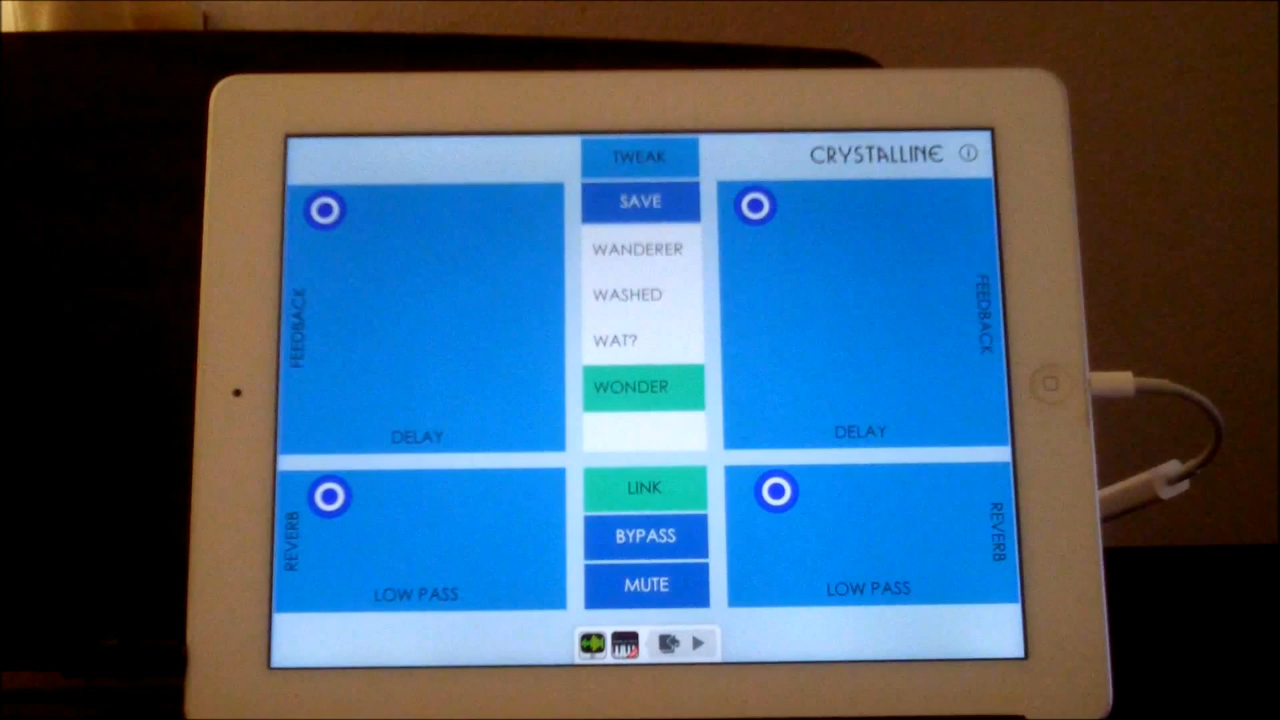 TWEAK
CRYSTALLINE
SAVE
WANDERER
WASHED
WAT?
WONDER
FEEDBACK
FEEDBACK
DELAY
DELAY
LINK
BYPASS
MUTE
REVERB
REVERB
LOW PASS
LOW PASS